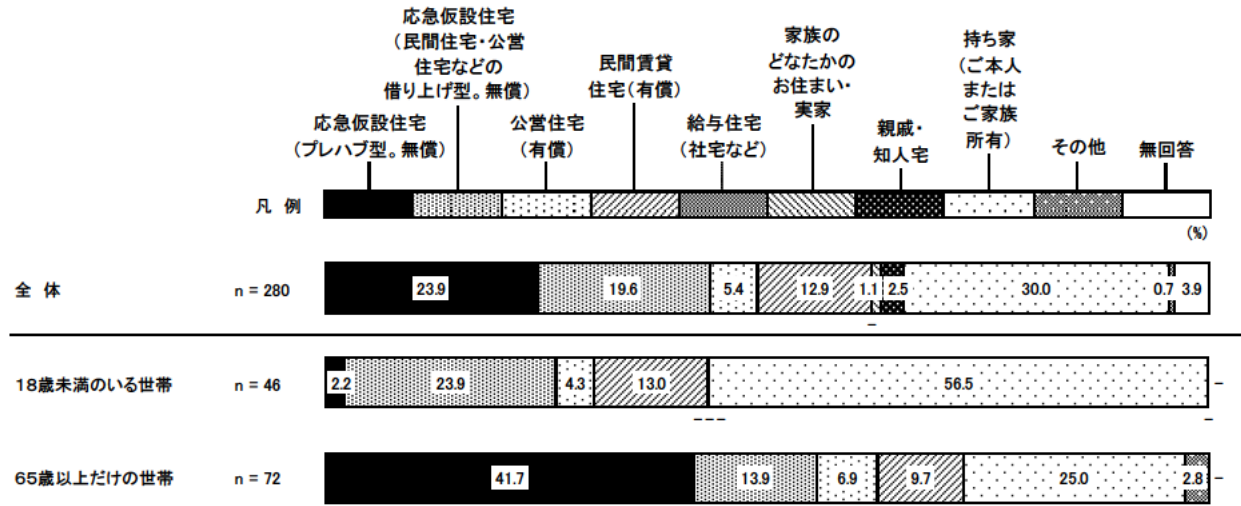 応急仮設住宅
(民間住宅・公営
住宅などの
借り上げ型。無償)
家族の
どなたかの
お住まい・
実家
持ち家
(ご本人
または
ご家族
所有)
民間賃貸
住宅(有償)
応急仮設住宅
(プレハブ型。無償)
公営住宅
(有償)
給与住宅
(社宅など)
親戚・
知人宅
その他
無回答
凡 例
(%)
全 体 n = 280 23.9 19.6 5.4 12.9 1.1 2.5 30.0 0.7 3.9
-
18歳未満のいる世帯 n = 46 2.2 23.9 4.3 13.0 56.5 -
--- -
65歳以上だけの世帯 n = 72 41.7 13.9 6.9 9.7 25.0 2.8 -